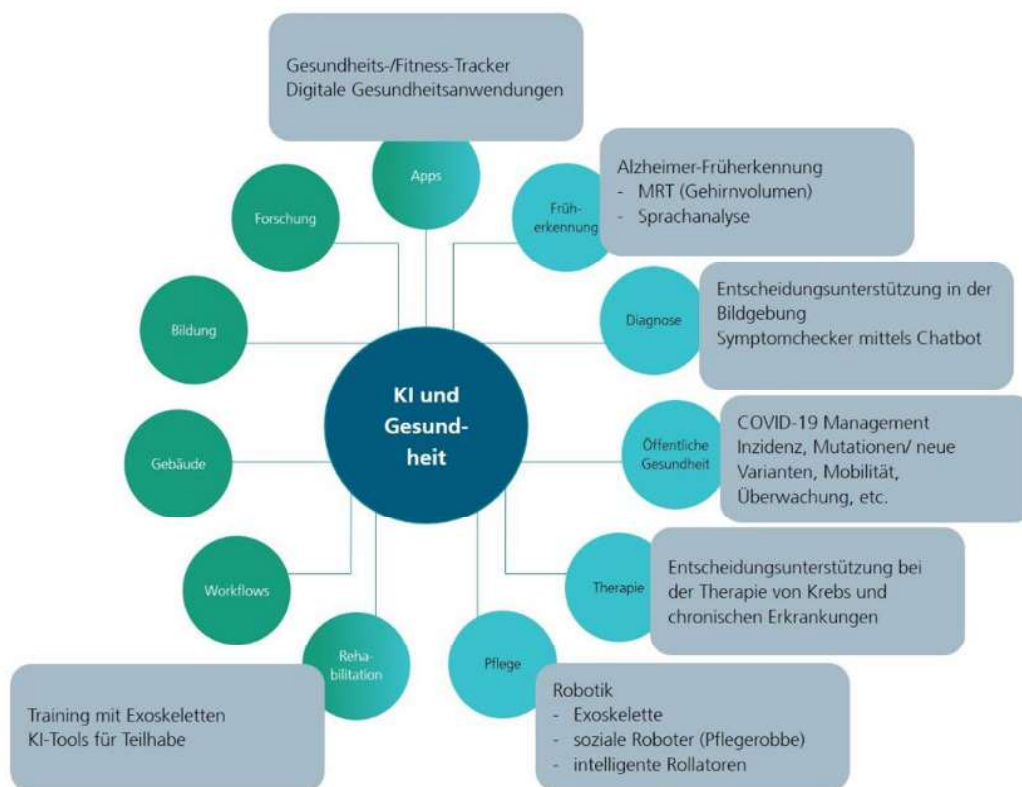 Gesundheits-/Fitness-Tracker
Digitale Gesundheitsanwendungen
Apps
Früh-
erkennung
Alzheimer-Früherkennung
- MRT (Gehirnvolumen)
- Sprachanalyse
Diagnose
Entscheidungsunterstützung in der
Bildgebung
Symptomchecker mittels Chatbot
Öffentliche
Gesundheit
COVID-19 Management
Inzidenz, Mutationen/ neue
Varianten, Mobilität,
Überwachung, etc.
Therapie
Entscheidungsunterstützung bei
der Therapie von Krebs und
chronischen Erkrankungen
Pflege
Robotik
- Exoskelette
- soziale Roboter (Pflegerobbe)
- intelligente Rollatoren
Reha-
bilitation
Training mit Exoskeletten
KI-Tools für Teilhabe
Workflows
Gebäude
Bildung
Forschung
KI und
Gesund-
heit